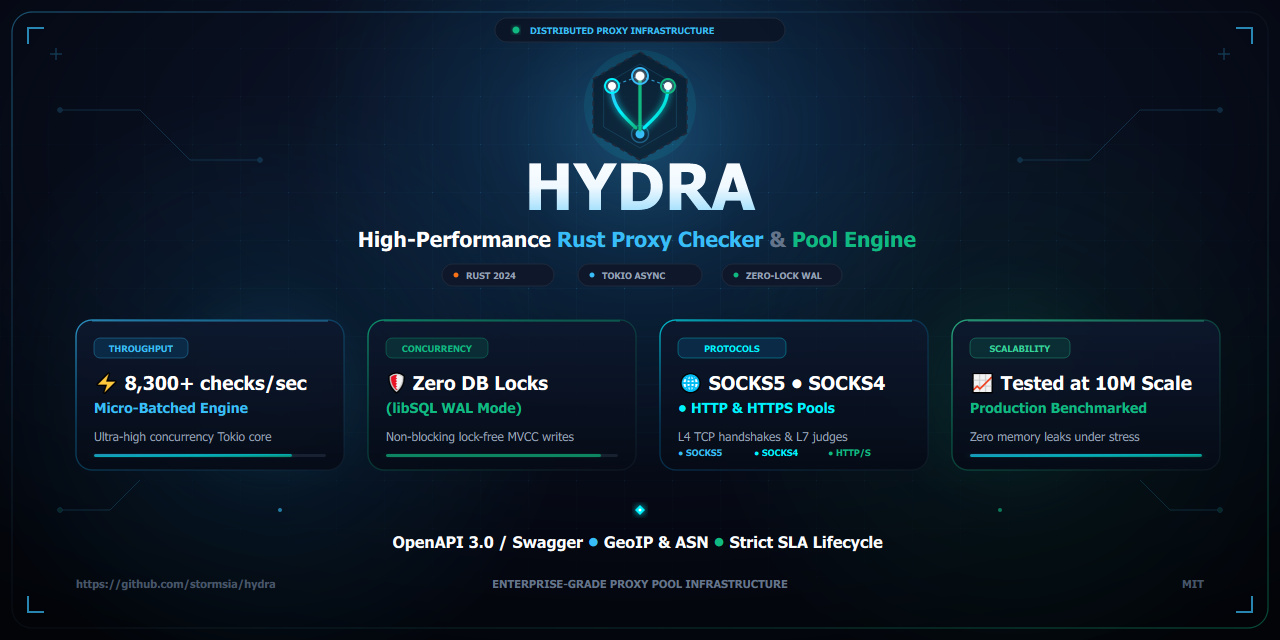 DISTRIBUTED PROXY INFRASTRUCTURE
HYDRA
High-Performance Rust Proxy Checker & Pool Engine
RUST 2024
TOKIO ASYNC
ZERO-LOCK WAL
THROUGHPUT
⚡ 8,300+ checks/sec
Micro-Batched Engine
Ultra-high concurrency Tokio core
CONCURRENCY
🛡️ Zero DB Locks
(libSQL WAL Mode)
Non-blocking lock-free MVCC writes
PROTOCOLS
🌐 SOCKS5 ● SOCKS4
● HTTP & HTTPS Pools
L4 TCP handshakes & L7 judges
● SOCKS5 ● SOCKS4 ● HTTP/S
SCALABILITY
📈 Tested at 10M Scale
Production Benchmarked
Zero memory leaks under stress
OpenAPI 3.0 / Swagger ● GeoIP & ASN ● Strict SLA Lifecycle
https://github.com/stormsia/hydra
ENTERPRISE-GRADE PROXY POOL INFRASTRUCTURE
MIT